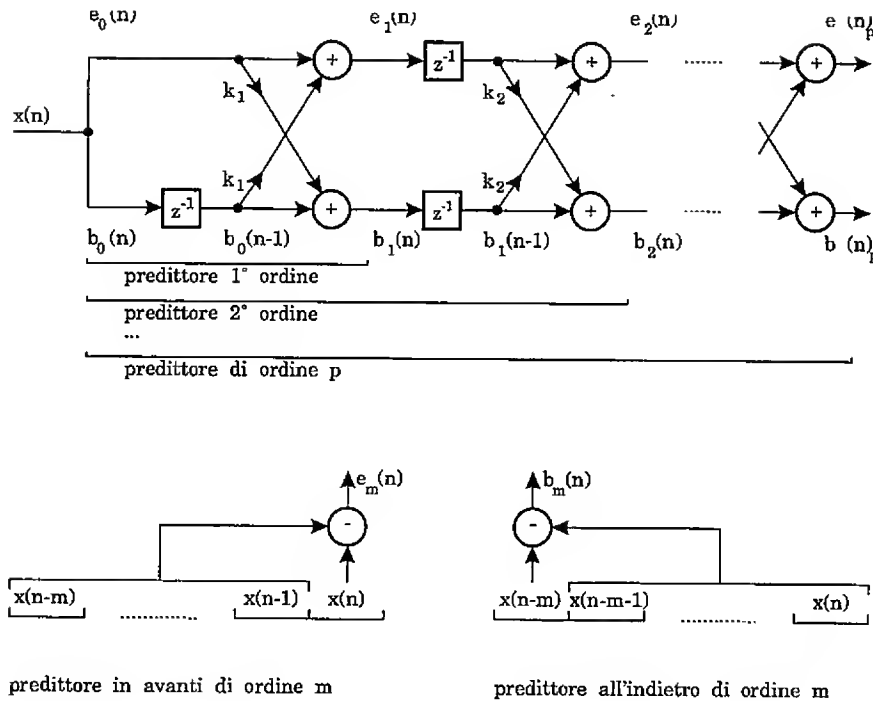 e₀(n) e₁(n) e₂(n) e (n)ₚ
+ z⁻¹ + +
k₁ k₂
x(n)
k₁ k₂
z⁻¹ + z⁻¹ + +
b₀(n) b₀(n-1) b₁(n) b₁(n-1) b₂(n) b (n)ₚ
predittore 1° ordine
predittore 2° ordine
...
predittore di ordine p
eₘ(n) bₘ(n)
- -
x(n-m) ......... x(n-1) x(n) x(n-m) x(n-m-1) ......... x(n)
predittore in avanti di ordine m predittore all'indietro di ordine m